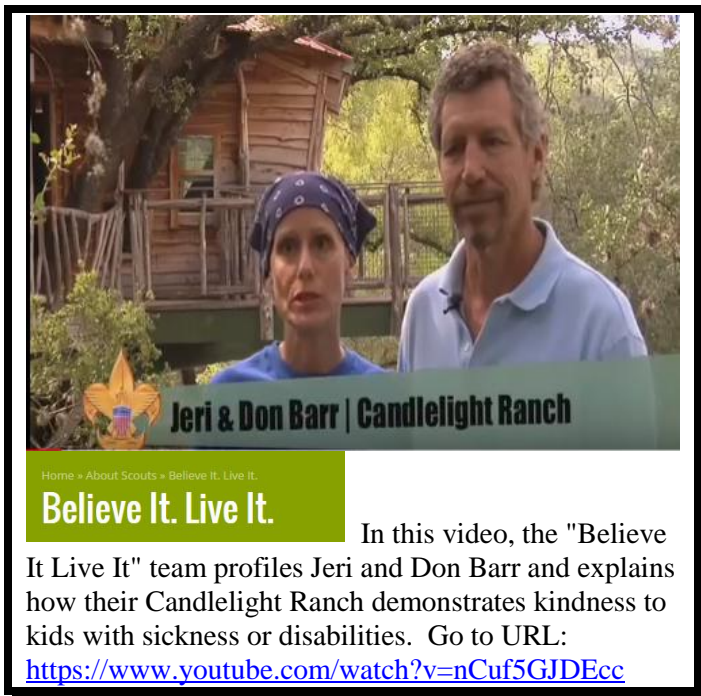 Jeri & Don Barr | Candlelight Ranch
Home » About Scouts » Believe It. Live It.
Believe It. Live It.
In this video, the "Believe
It Live It" team profiles Jeri and Don Barr and explains
how their Candlelight Ranch demonstrates kindness to
kids with sickness or disabilities.  Go to URL:
https://www.youtube.com/watch?v=nCuf5GJDEcc